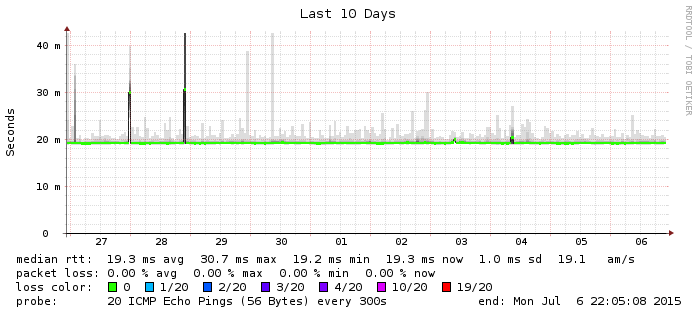 Last 10 Days
RRDTOOL / TOBI OETIKER
Seconds
40 m
30 m
20 m
10 m
0
27 28 29 30 01 02 03 04 05 06
median rtt: 19.3 ms avg 30.7 ms max 19.2 ms min 19.3 ms now 1.0 ms sd 19.1 am/s
packet loss: 0.00 % avg 0.00 % max 0.00 % min 0.00 % now
loss color: 0 1/20 2/20 3/20 4/20 10/20 19/20
probe: 20 ICMP Echo Pings (56 Bytes) every 300s end: Mon Jul 6 22:05:08 2015